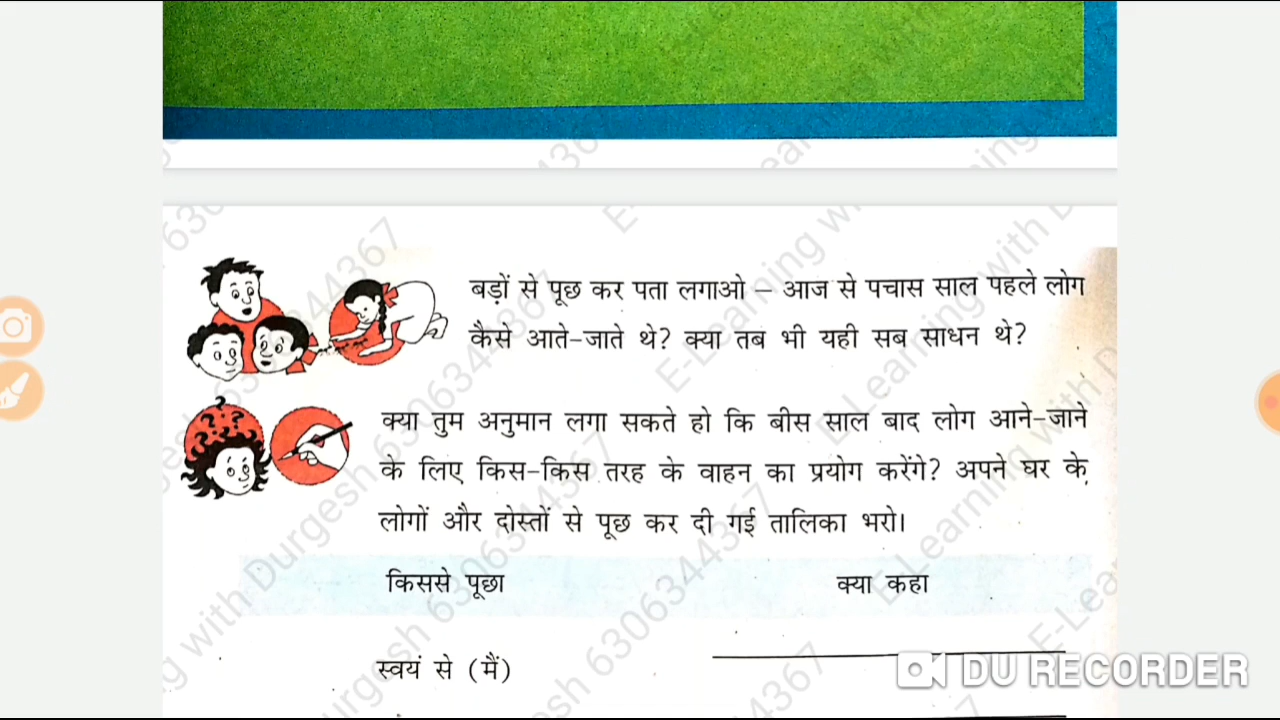 बड़ों से पूछ कर पता लगाओ – आज से पचास साल पहले लोग
कैसे आते-जाते थे? क्या तब भी यही सब साधन थे?
क्या तुम अनुमान लगा सकते हो कि बीस साल बाद लोग आने-जाने
के लिए किस-किस तरह के वाहन का प्रयोग करेंगे? अपने घर के
लोगों और दोस्तों से पूछ कर दी गई तालिका भरो।
किससे पूछा
क्या कहा
स्वयं से (मैं)
E-Learning with Durgesh 6306344367
DU RECORDER